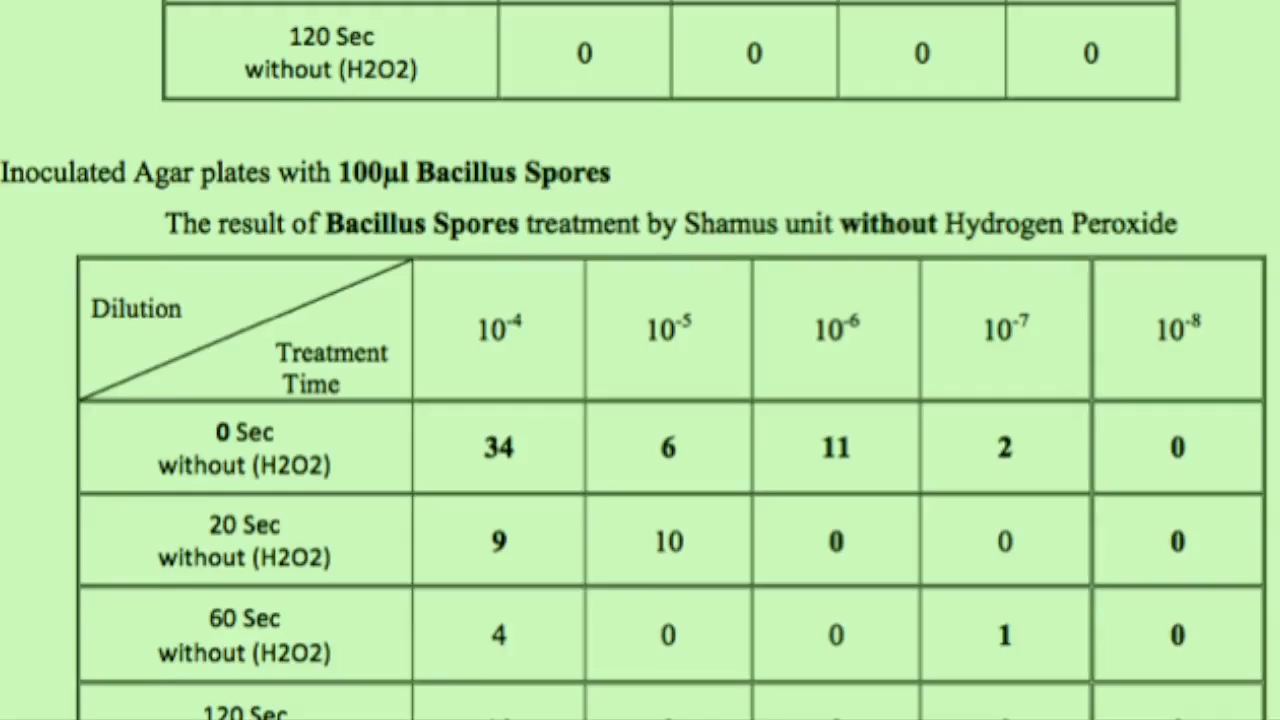 120 Sec
without (H2O2) 0 0 0 0
Inoculated Agar plates with 100µl Bacillus Spores
The result of Bacillus Spores treatment by Shamus unit without Hydrogen Peroxide
Dilution
Treatment
Time
10⁻⁴ 10⁻⁵ 10⁻⁶ 10⁻⁷ 10⁻⁸
0 Sec
without (H2O2) 34 6 11 2 0
20 Sec
without (H2O2) 9 10 0 0 0
60 Sec
without (H2O2) 4 0 0 1 0
120 Sec